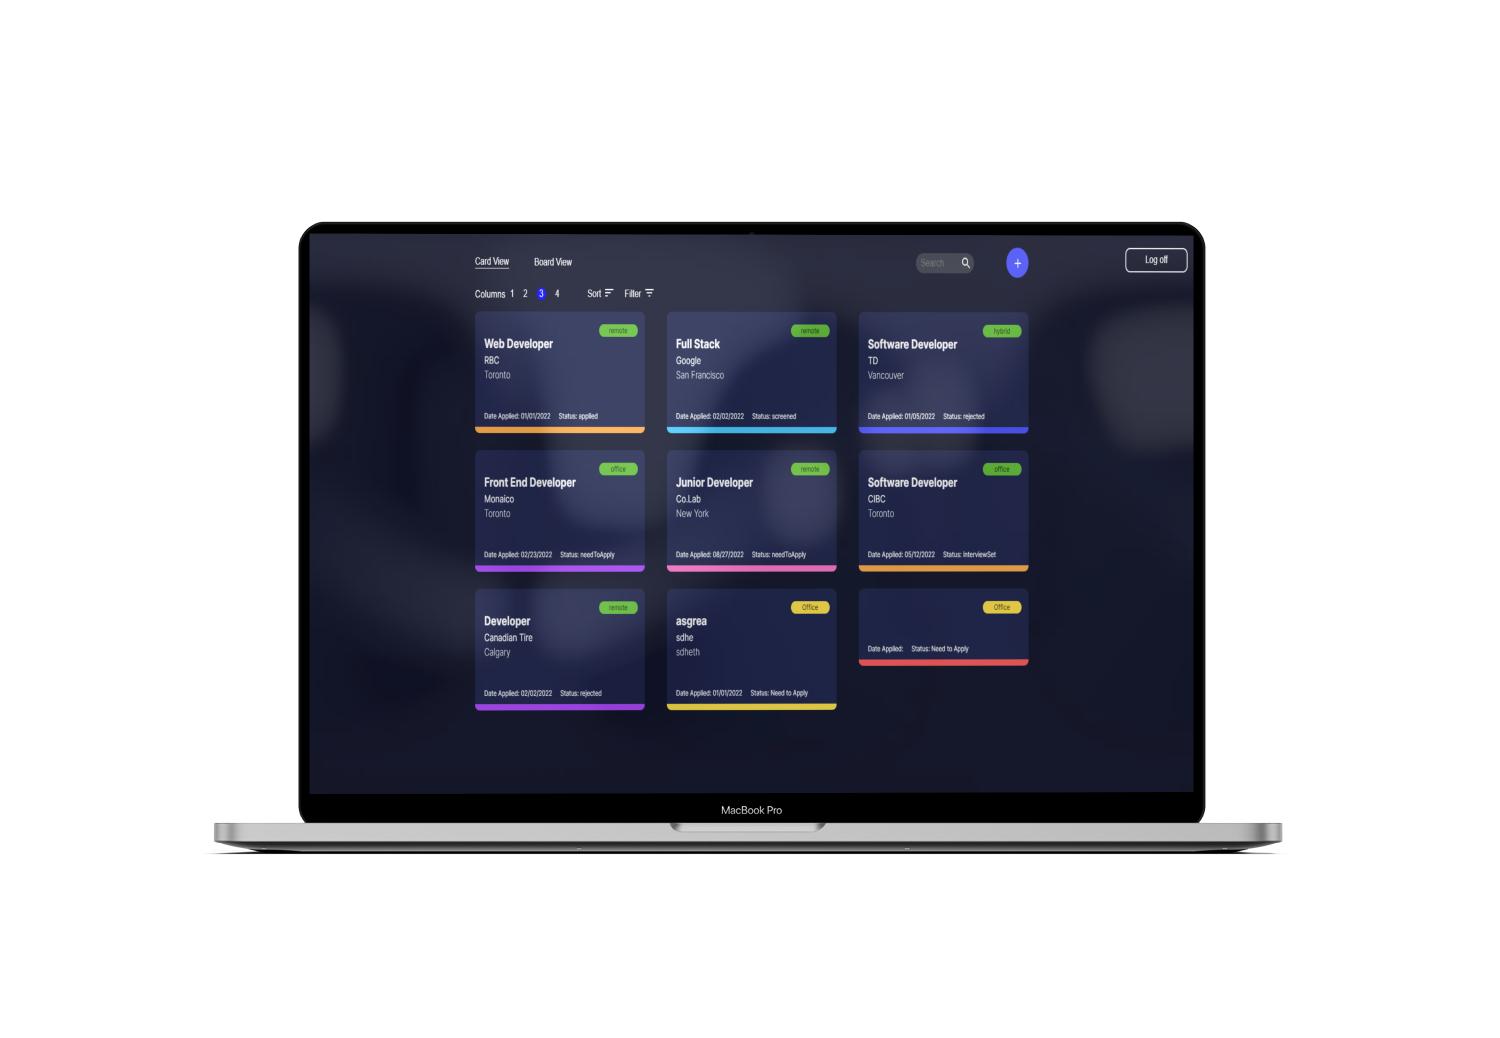 Card View Board View Search + Log off
Columns 1 2 3 4 Sort Filter
remote
Web Developer
RBC
Toronto
Date Applied: 01/01/2022 Status: applied
remote
Full Stack
Google
San Francisco
Date Applied: 02/02/2022 Status: screened
hybrid
Software Developer
TD
Vancouver
Date Applied: 01/05/2022 Status: rejected
office
Front End Developer
Monaico
Toronto
Date Applied: 02/23/2022 Status: needToApply
remote
Junior Developer
Co.Lab
New York
Date Applied: 08/27/2022 Status: needToApply
office
Software Developer
CIBC
Toronto
Date Applied: 05/12/2022 Status: interviewSet
remote
Developer
Canadian Tire
Calgary
Date Applied: 02/02/2022 Status: rejected
Office
asgrea
sdhe
sdheth
Date Applied: 01/01/2022 Status: Need to Apply
Office
Date Applied: Status: Need to Apply
MacBook Pro